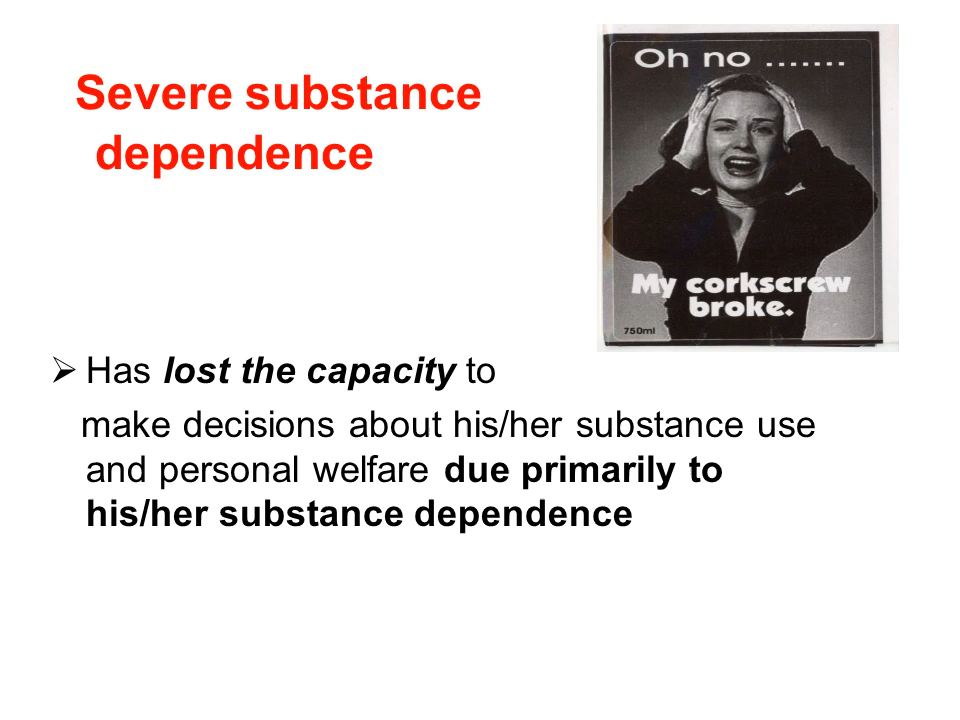 Severe substance
dependence
Oh no .......
My corkscrew
broke.
750ml
➢ Has lost the capacity to
make decisions about his/her substance use
and personal welfare due primarily to
his/her substance dependence